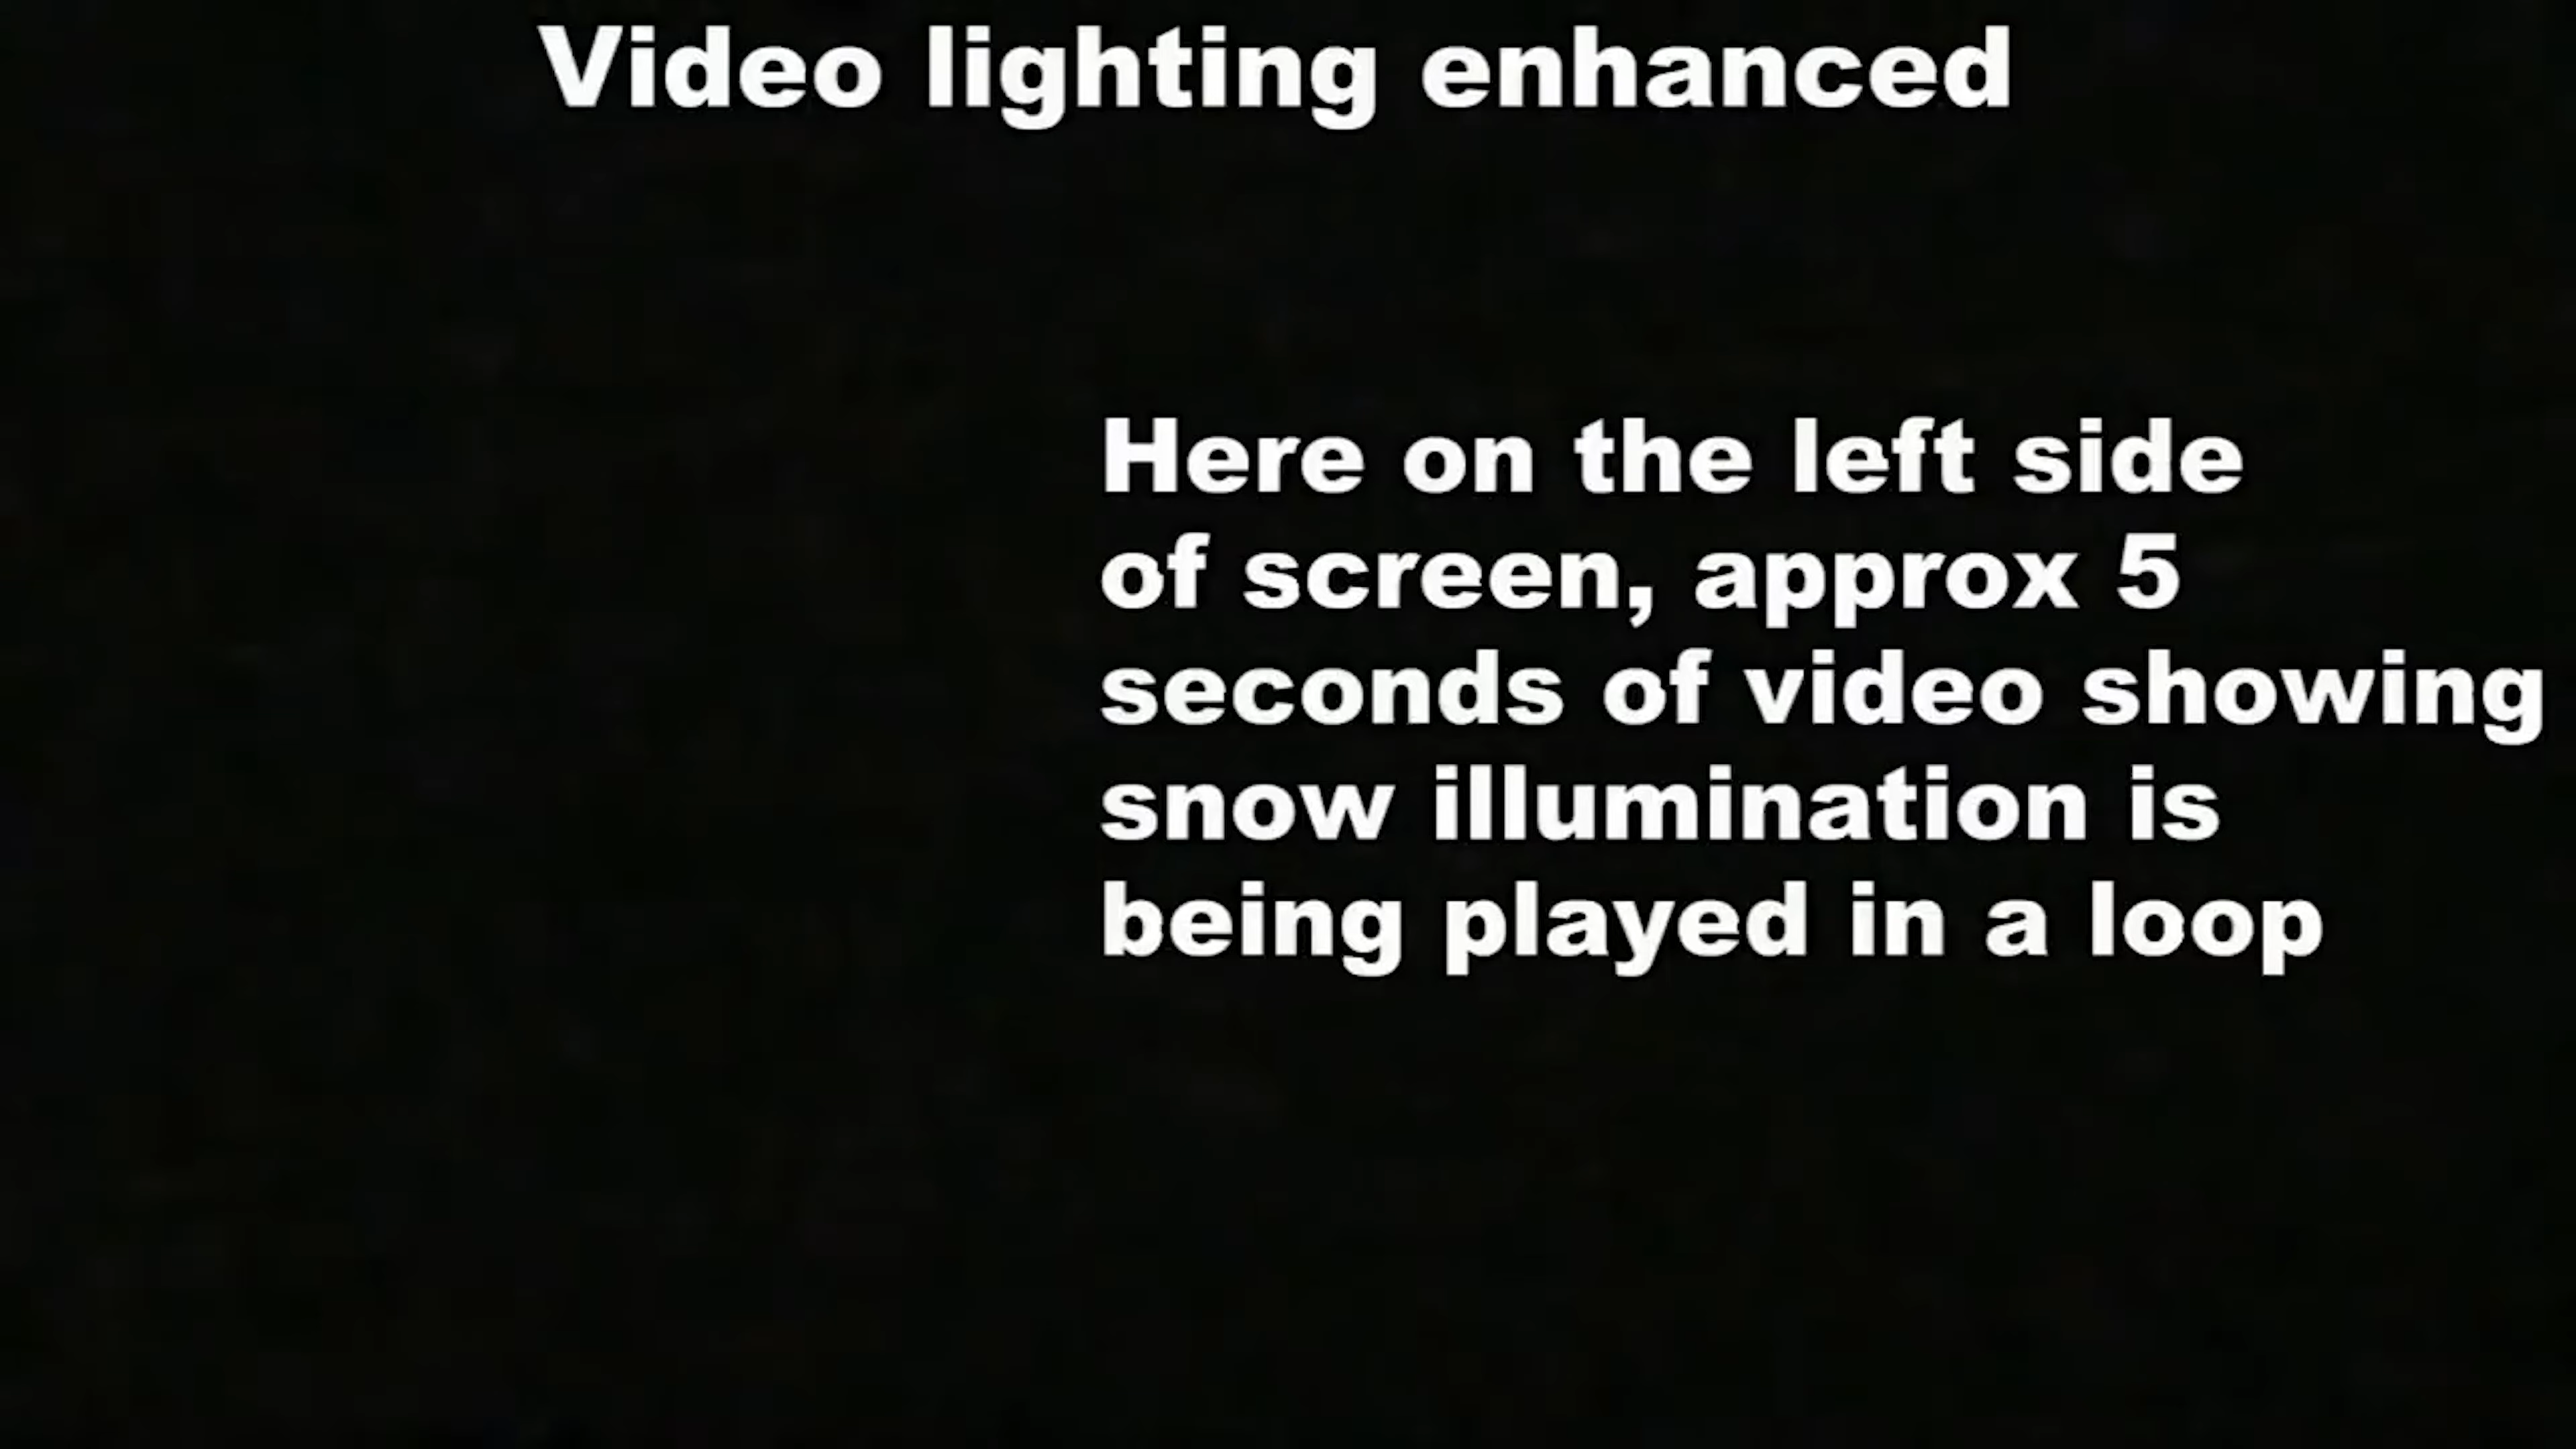 Video lighting enhanced
Here on the left side
of screen, approx 5
seconds of video showing
snow illumination is
being played in a loop